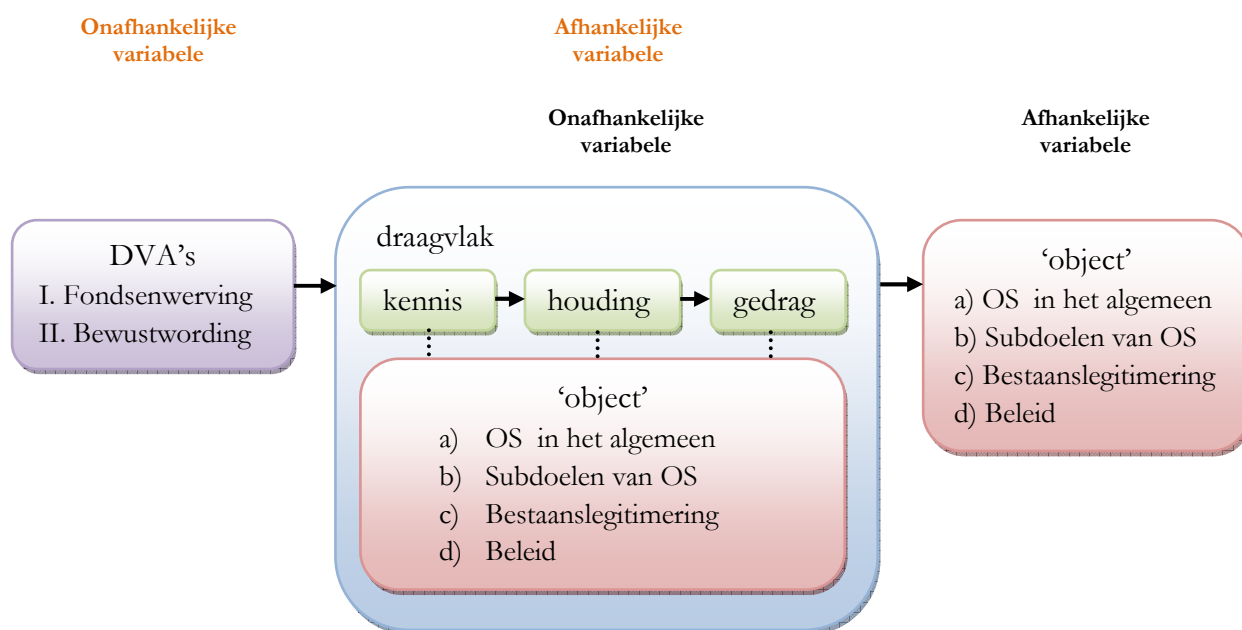 Onafhankelijke
variabele
Afhankelijke
variabele
Onafhankelijke
variabele
Afhankelijke
variabele
DVA’s
I. Fondsenwerving
II. Bewustwording
draagvlak
kennis
houding
gedrag
‘object’
a) OS in het algemeen
b) Subdoelen van OS
c) Bestaanslegitimering
d) Beleid
‘object’
a) OS in het algemeen
b) Subdoelen van OS
c) Bestaanslegitimering
d) Beleid